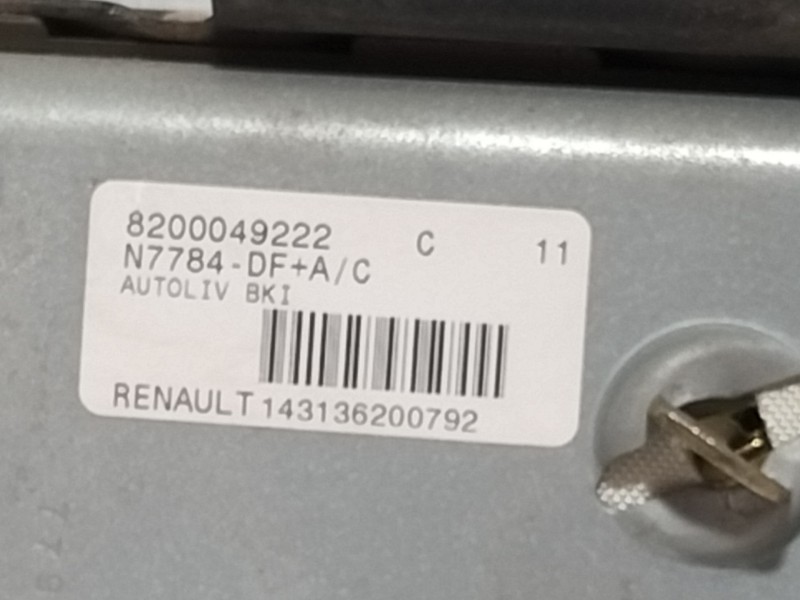 8200049222 C 11
N7784-DF+A/C
AUTOLIV BKI
RENAULT 143136200792